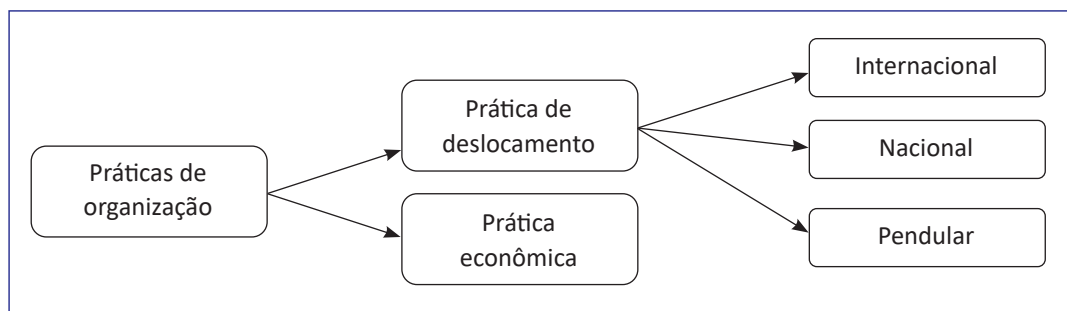 Práticas de
organização
Prática de
deslocamento
Prática
econômica
Internacional
Nacional
Pendular